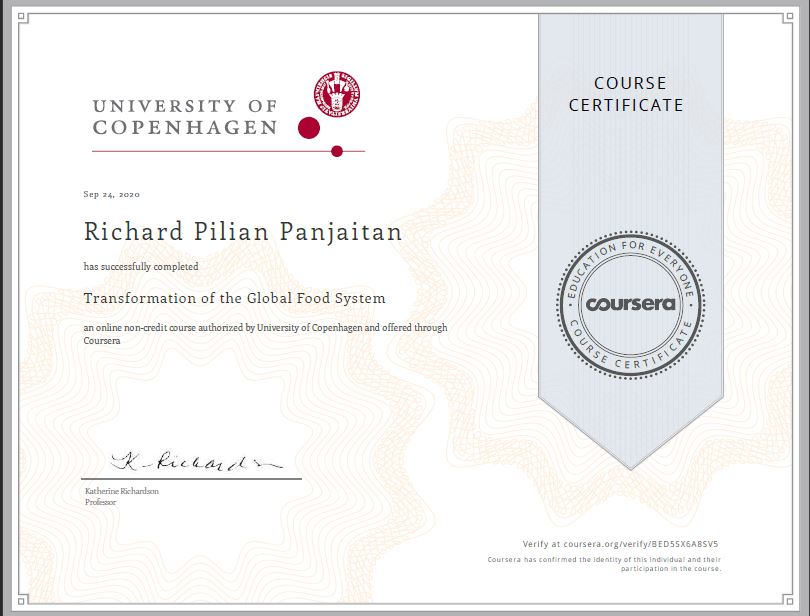 UNIVERSITY OF
COPENHAGEN
COURSE
CERTIFICATE
Sep 24, 2020
Richard Pilian Panjaitan
has successfully completed
Transformation of the Global Food System
an online non-credit course authorized by University of Copenhagen and offered through
Coursera
EDUCATION FOR EVERYONE
coursera
COURSE CERTIFICATE
K Richardson
Katherine Richardson
Professor
Verify at coursera.org/verify/BED5SX6A8SV5
Coursera has confirmed the identity of this individual and their
participation in the course.